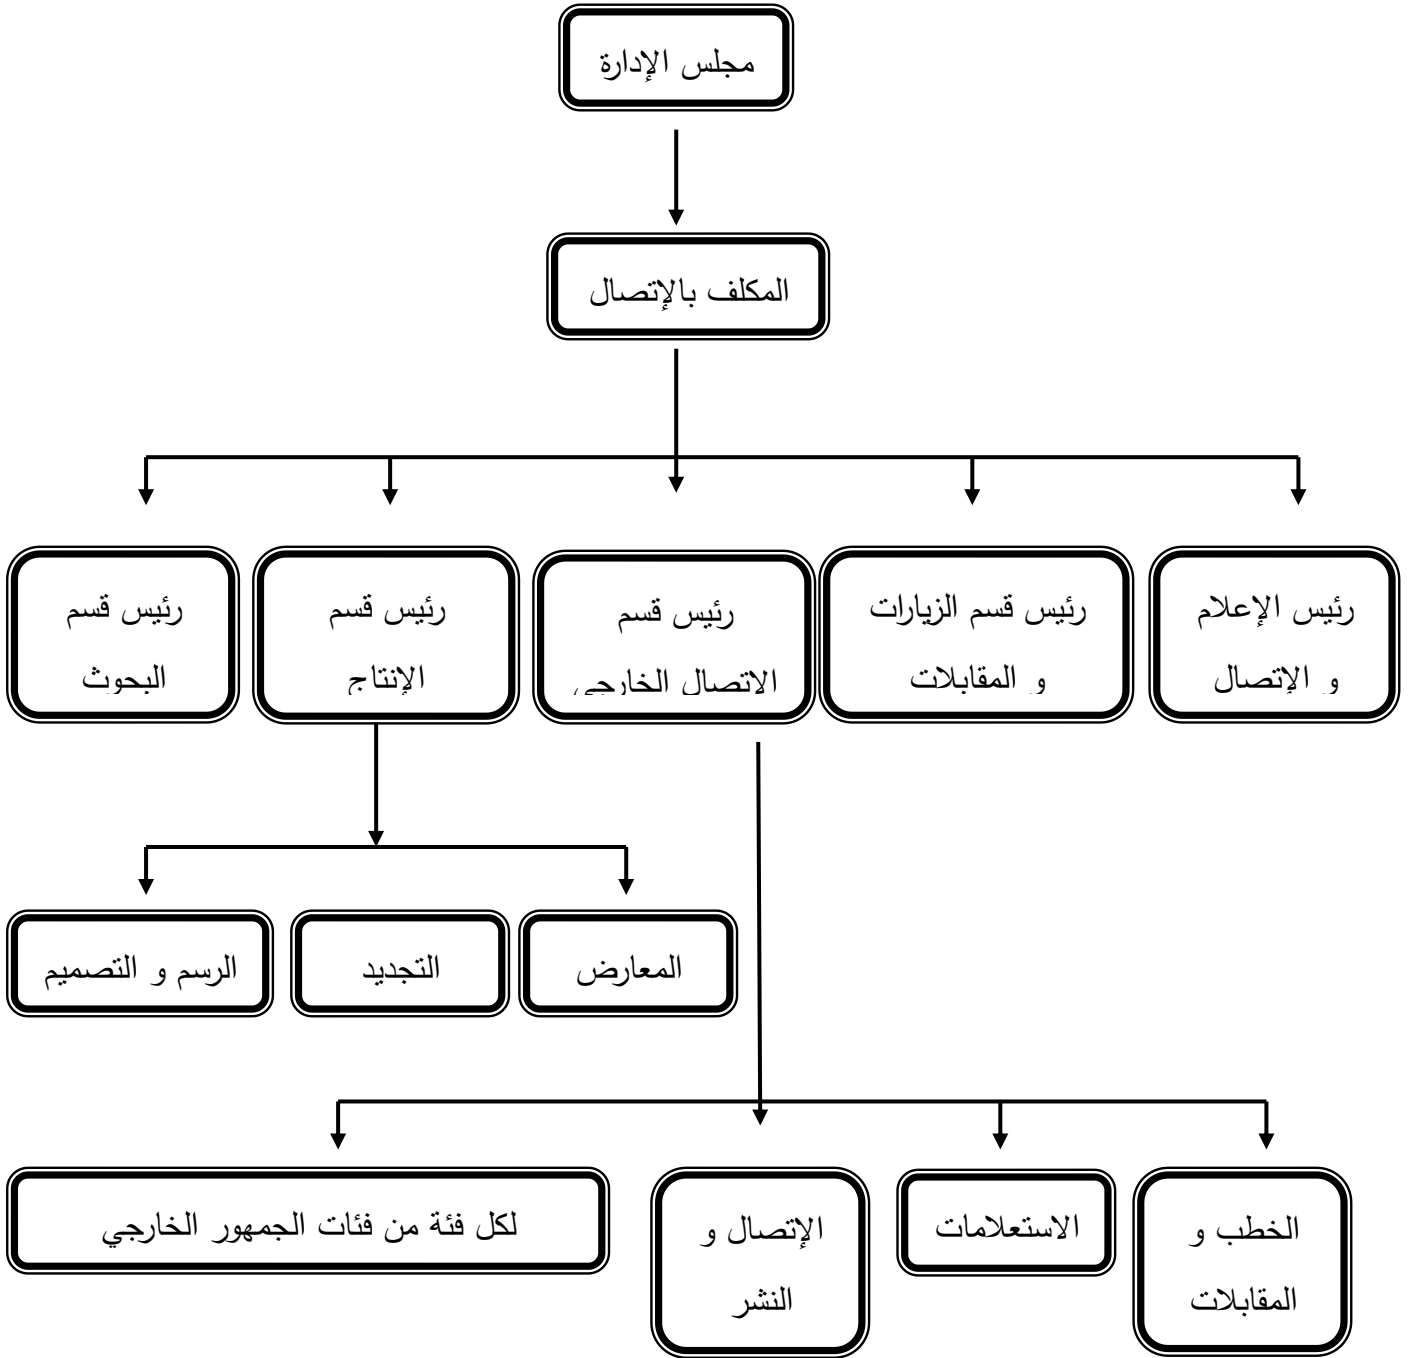 مجلس الإدارة
المكلف بالإتصال
رئيس الإعلام
و الإتصال
رئيس قسم الزيارات
و المقابلات
رئيس قسم
الاتصال الخارجي
رئيس قسم
الإنتاج
رئيس قسم
البحوث
المعارض
التجديد
الرسم و التصميم
الخطب و
المقابلات
الاستعلامات
الإتصال و
النشر
لكل فئة من فئات الجمهور الخارجي